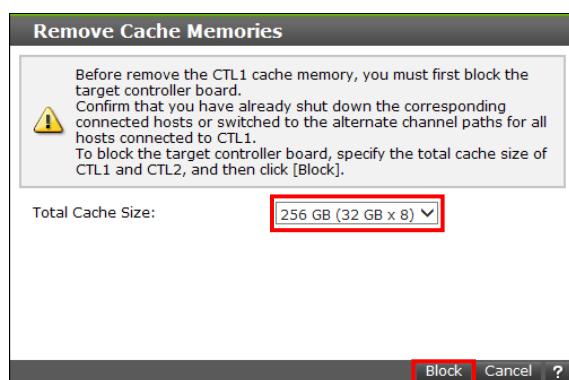 Remove Cache Memories
Before remove the CTL1 cache memory, you must first block the
target controller board.
Confirm that you have already shut down the corresponding
connected hosts or switched to the alternate channel paths for all
hosts connected to CTL1.
To block the target controller board, specify the total cache size of
CTL1 and CTL2, and then click [Block].
Total Cache Size: 256 GB (32 GB x 8)
Block Cancel ?